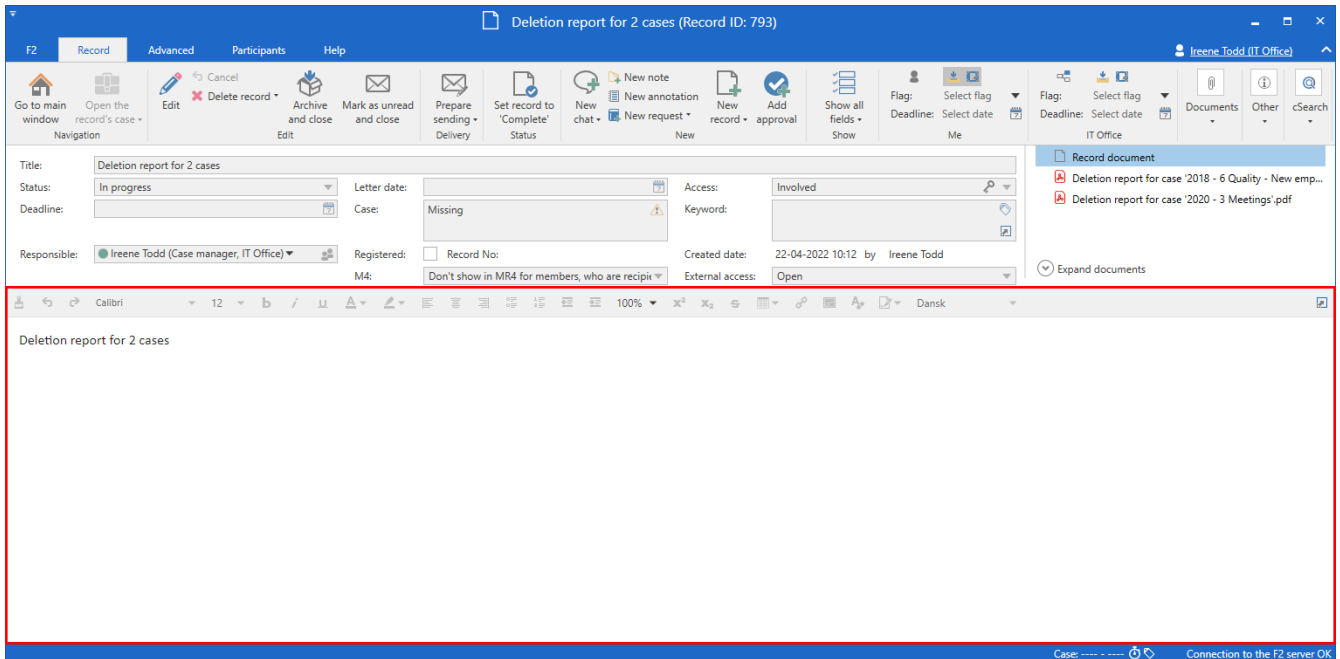 Deletion report for 2 cases (Record ID: 793)
F2 Record Advanced Participants Help Ireene Todd (IT Office)
Go to main window
Navigation
Open the record's case
Edit
Cancel
Delete record
Archive and close
Mark as unread and close
Edit
Prepare sending
Delivery
Set record to 'Complete'
Status
New chat
New note
New annotation
New request
New record
Add approval
New
Show all fields
Show
Flag: Select flag
Deadline: Select date
Me
Flag: Select flag
Deadline: Select date
IT Office
Documents
Other
cSearch
Title: Deletion report for 2 cases
Status: In progress Letter date: Access: Involved
Deadline: Case: Missing Keyword:
Responsible: Ireene Todd (Case manager, IT Office) Registered: Record No: Created date: 22-04-2022 10:12 by Ireene Todd
M4: Don't show in MR4 for members, who are recipie External access: Open
Record document
Deletion report for case '2018 - 6 Quality - New emp...
Deletion report for case '2020 - 3 Meetings'.pdf
Expand documents
Calibri 12 b i u A 100% x² x₂ S Dansk
Deletion report for 2 cases
Case: ---- - ---- Connection to the F2 server OK